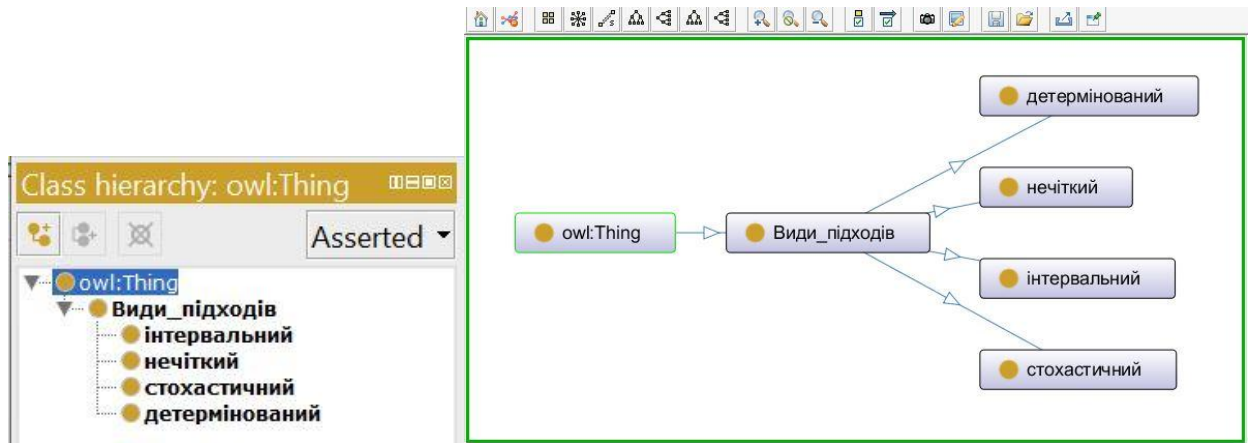 Class hierarchy: owl:Thing
Asserted
owl:Thing
Види_підходів
інтервальний
нечіткий
стохастичний
детермінований
детермінований
нечіткий
owl:Thing
Види_підходів
інтервальний
стохастичний